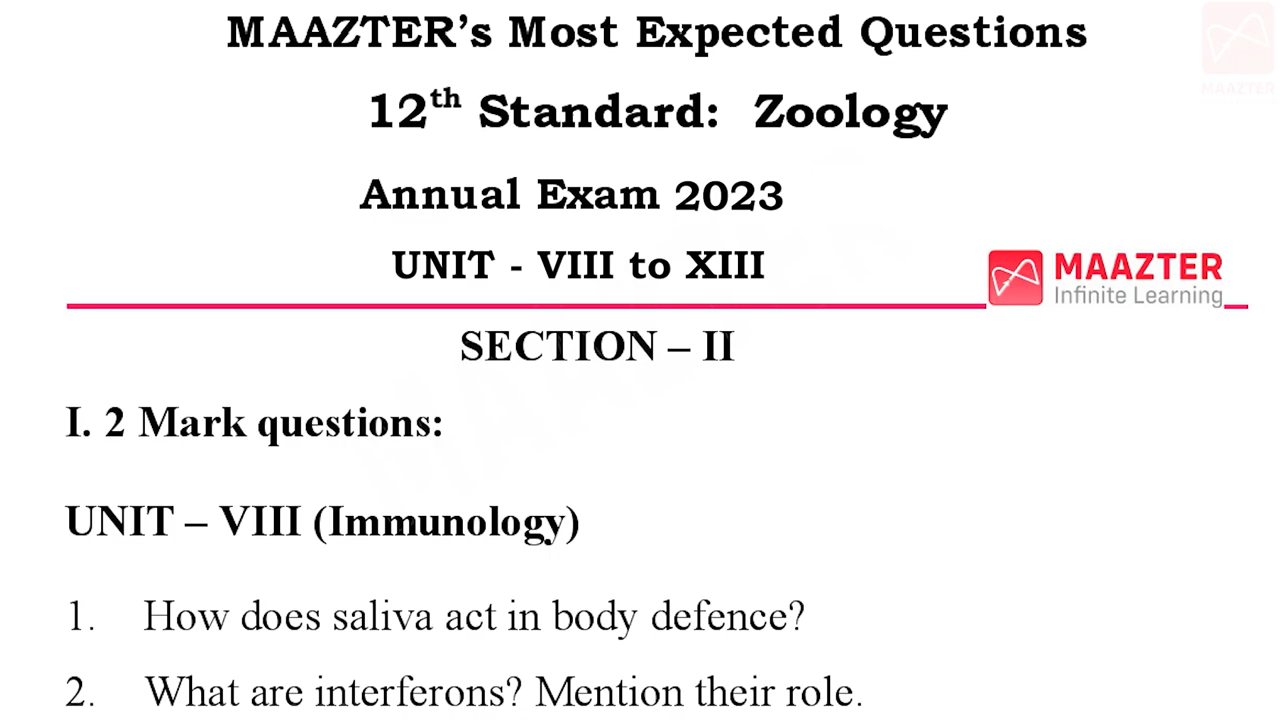 MAAZTER's Most Expected Questions
MAAZTER
12th Standard: Zoology
Annual Exam 2023
UNIT - VIII to XIII
MAAZTER
Infinite Learning
SECTION – II
I. 2 Mark questions:
UNIT – VIII (Immunology)
1. How does saliva act in body defence?
2. What are interferons? Mention their role.